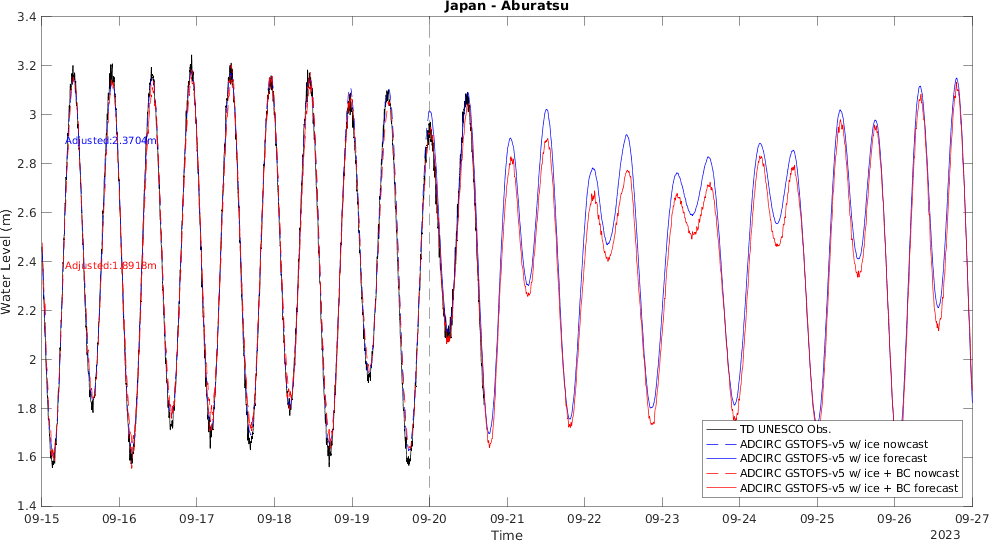 Japan - Aburatsu
3.4
3.2
3
2.8
2.6
2.4
2.2
2
1.8
1.6
1.4
Water Level (m)
Adjusted:2.3704m
Adjusted:1.8918m
TD UNESCO Obs.
ADCIRC GSTOFS-v5 w/ ice nowcast
ADCIRC GSTOFS-v5 w/ ice forecast
ADCIRC GSTOFS-v5 w/ ice + BC nowcast
ADCIRC GSTOFS-v5 w/ ice + BC forecast
09-15 09-16 09-17 09-18 09-19 09-20 09-21 09-22 09-23 09-24 09-25 09-26 09-27
Time
2023